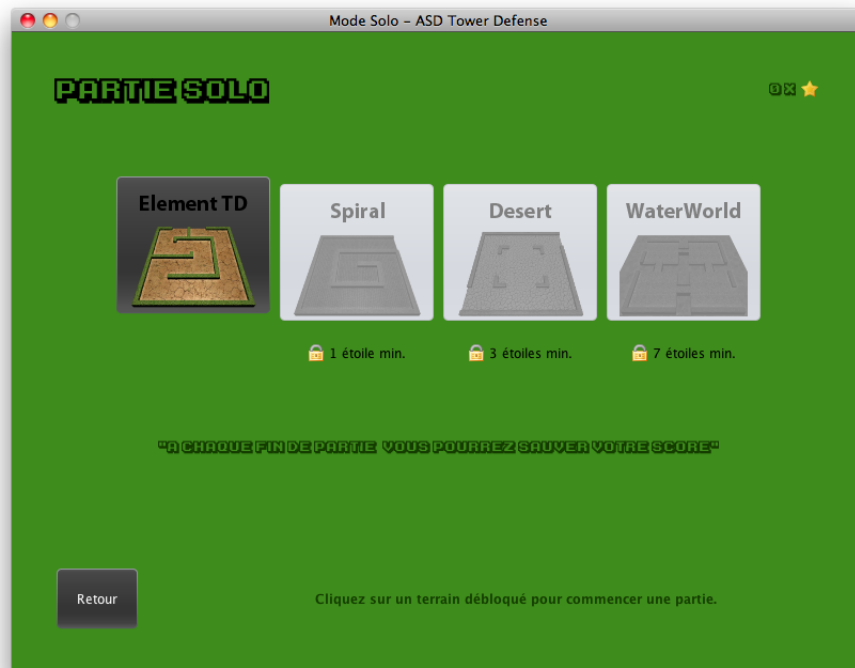 Mode Solo – ASD Tower Defense
PARTIE SOLO
0 X
Element TD
Spiral
Desert
WaterWorld
1 étoile min.
3 étoiles min.
7 étoiles min.
"A CHAQUE FIN DE PARTIE VOUS POURREZ SAUVER VOTRE SCORE"
Retour
Cliquez sur un terrain débloqué pour commencer une partie.